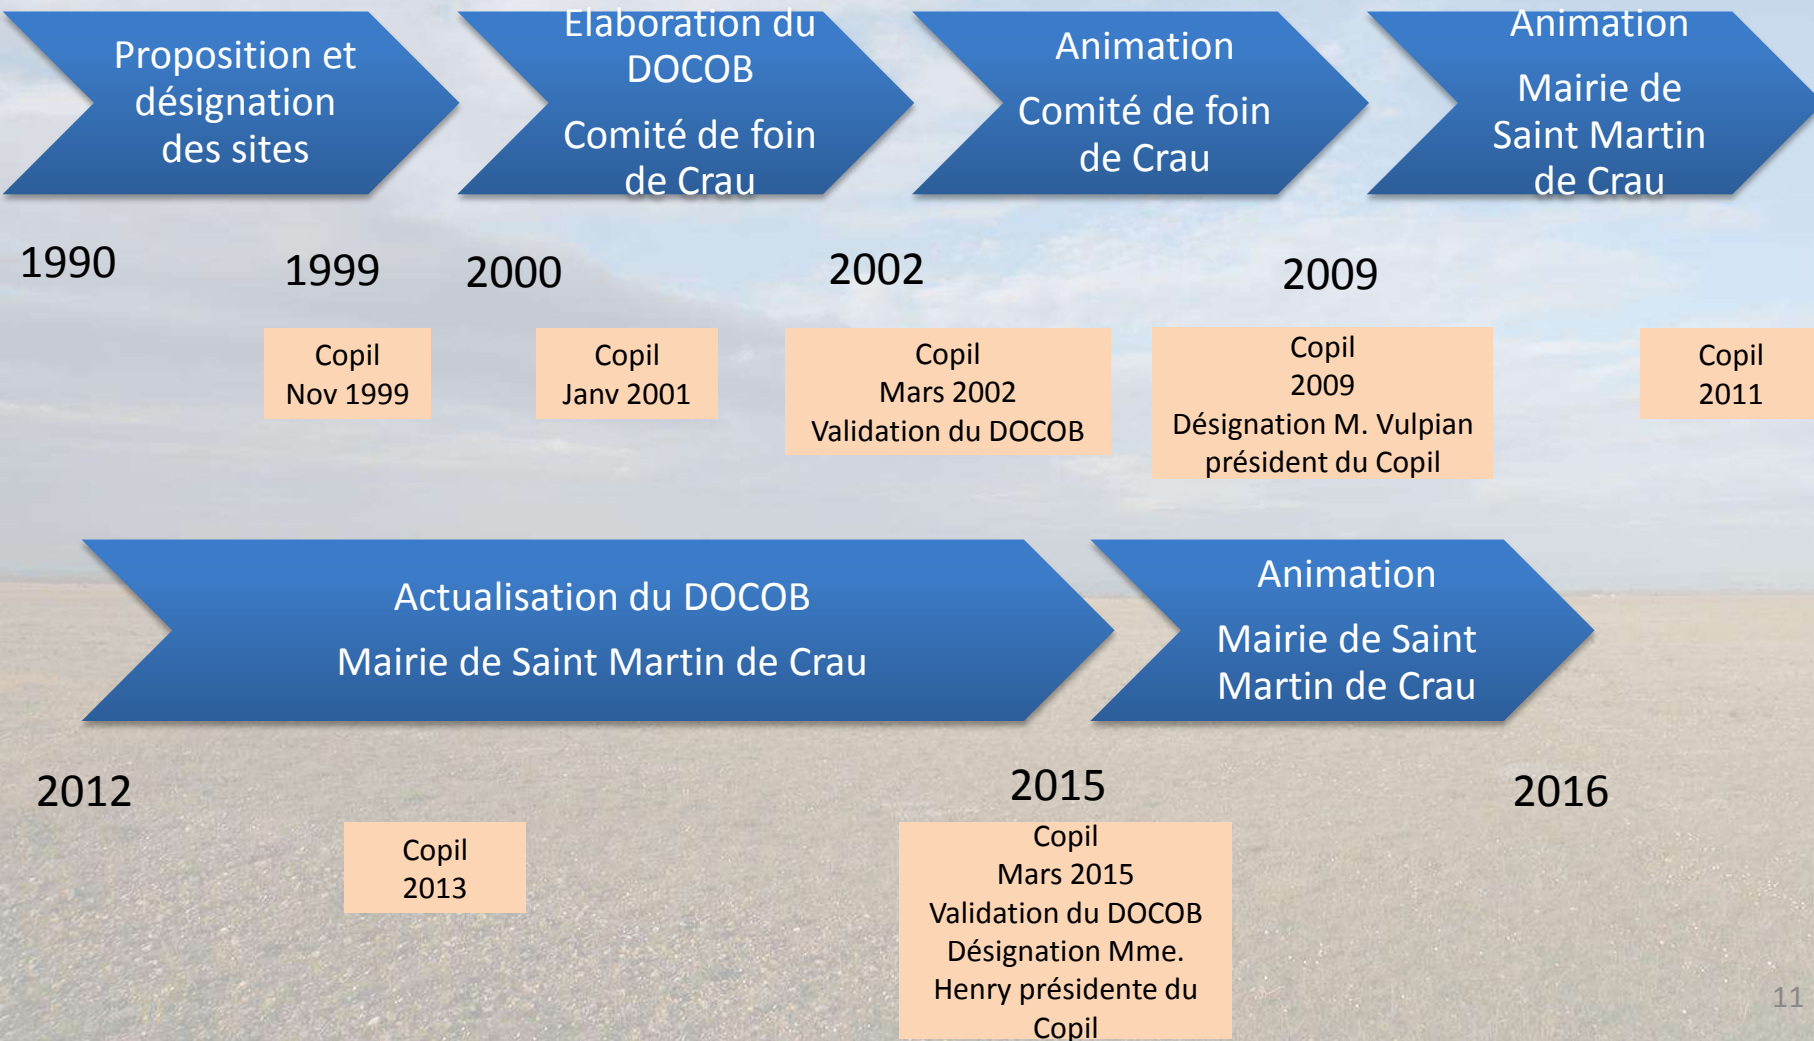 Proposition et
désignation
des sites
Elaboration du
DOCOB
Comité de foin
de Crau
Animation
Comité de foin
de Crau
Animation
Mairie de
Saint Martin
de Crau
1990
1999
2000
2002
2009
Copil
Nov 1999
Copil
Janv 2001
Copil
Mars 2002
Validation du DOCOB
Copil
2009
Désignation M. Vulpian
président du Copil
Copil
2011
Actualisation du DOCOB
Mairie de Saint Martin de Crau
Animation
Mairie de Saint
Martin de Crau
2012
2015
2016
Copil
2013
Copil
Mars 2015
Validation du DOCOB
Désignation Mme.
Henry présidente du
Copil
11